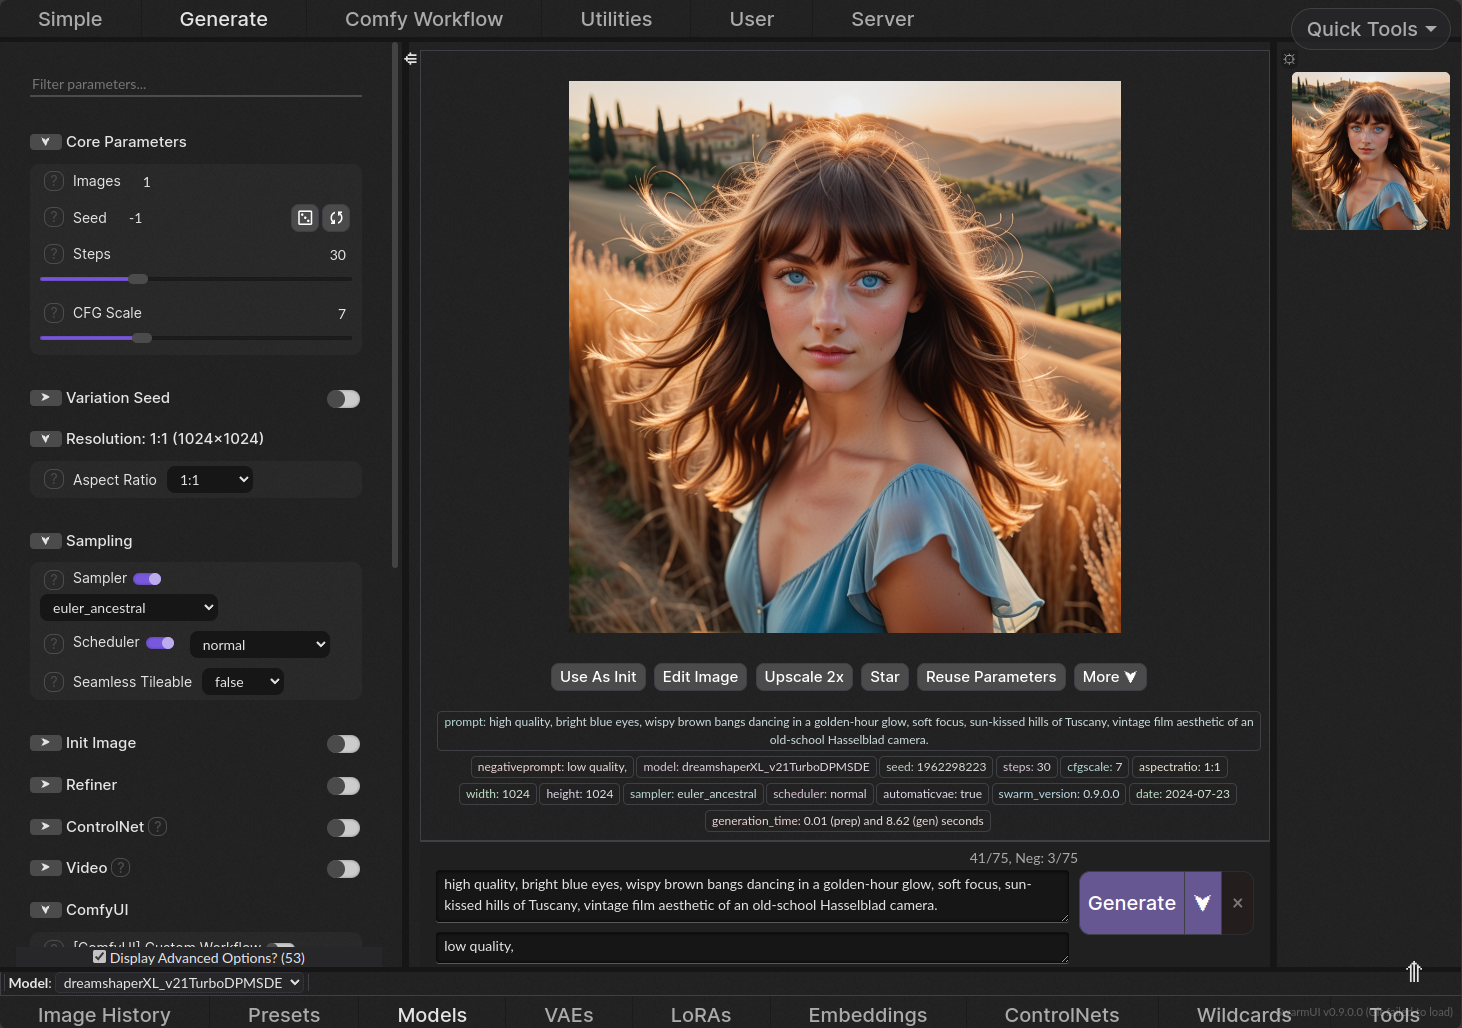 Simple Generate Comfy Workflow Utilities User Server Quick Tools
Filter parameters...
Core Parameters
? Images 1
? Seed -1
? Steps 30
? CFG Scale 7
Variation Seed
Resolution: 1:1 (1024×1024)
? Aspect Ratio 1:1
Sampling
? Sampler
euler_ancestral
? Scheduler normal
? Seamless Tileable false
Init Image
Refiner
ControlNet ?
Video ?
ComfyUI
? [ComfyUI] Custom Workflow
Display Advanced Options? (53)
Use As Init Edit Image Upscale 2x Star Reuse Parameters More
prompt: high quality, bright blue eyes, wispy brown bangs dancing in a golden-hour glow, soft focus, sun-kissed hills of Tuscany, vintage film aesthetic of an
old-school Hasselblad camera.
negativeprompt: low quality, model: dreamshaperXL_v21TurboDPMSDE seed: 1962298223 steps: 30 cfgscale: 7 aspectratio: 1:1
width: 1024 height: 1024 sampler: euler_ancestral scheduler: normal automaticvae: true swarm_version: 0.9.0.0 date: 2024-07-23
generation_time: 0.01 (prep) and 8.62 (gen) seconds
41/75, Neg: 3/75
high quality, bright blue eyes, wispy brown bangs dancing in a golden-hour glow, soft focus, sun-
kissed hills of Tuscany, vintage film aesthetic of an old-school Hasselblad camera.
Generate ×
low quality,
Model: dreamshaperXL_v21TurboDPMSDE
Image History Presets Models VAEs LoRAs Embeddings ControlNets Wildcards Tools